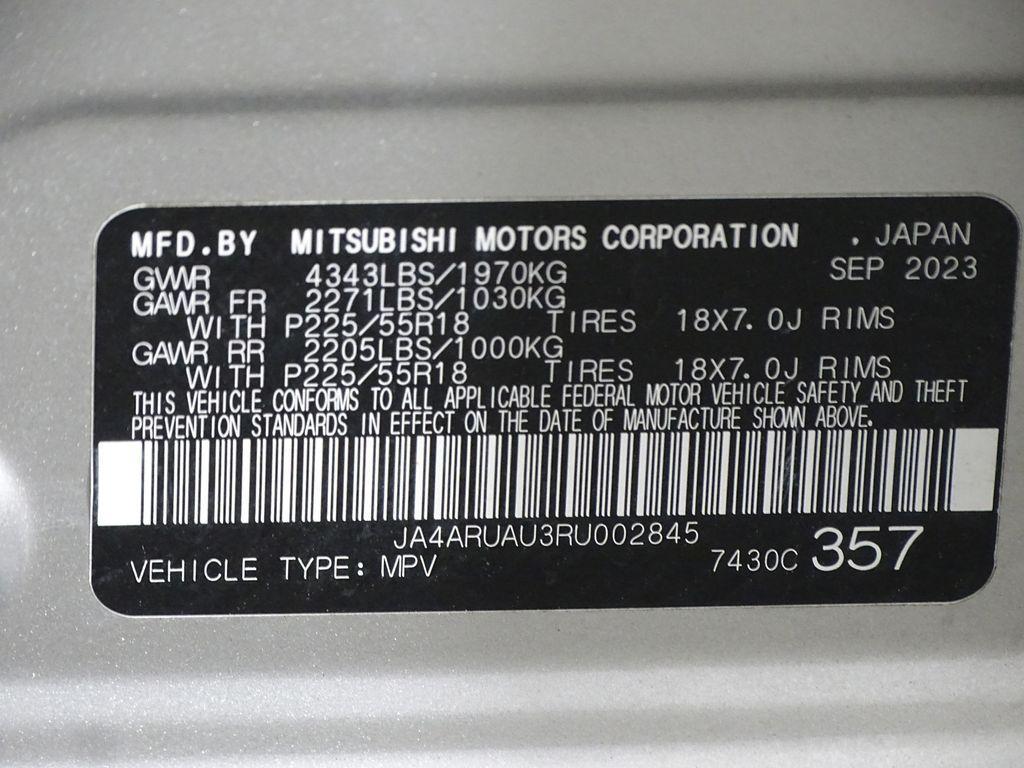 MFD.BY MITSUBISHI MOTORS CORPORATION . JAPAN
GWWR 4343LBS/1970KG SEP 2023
GAWR FR 2271LBS/1030KG
WITH P225/55R18 TIRES 18X7.0J RIMS
GAWR RR 2205LBS/1000KG
WITH P225/55R18 TIRES 18X7.0J RIMS
THIS VEHICLE CONFORMS TO ALL APPLICABLE FEDERAL MOTOR VEHICLE SAFETY AND THEFT
PREVENTION STANDARDS IN EFFECT ON THE DATE OF MANUFACTURE SHOWN ABOVE.
JA4ARUAU3RU002845
VEHICLE TYPE: MPV 7430C 357